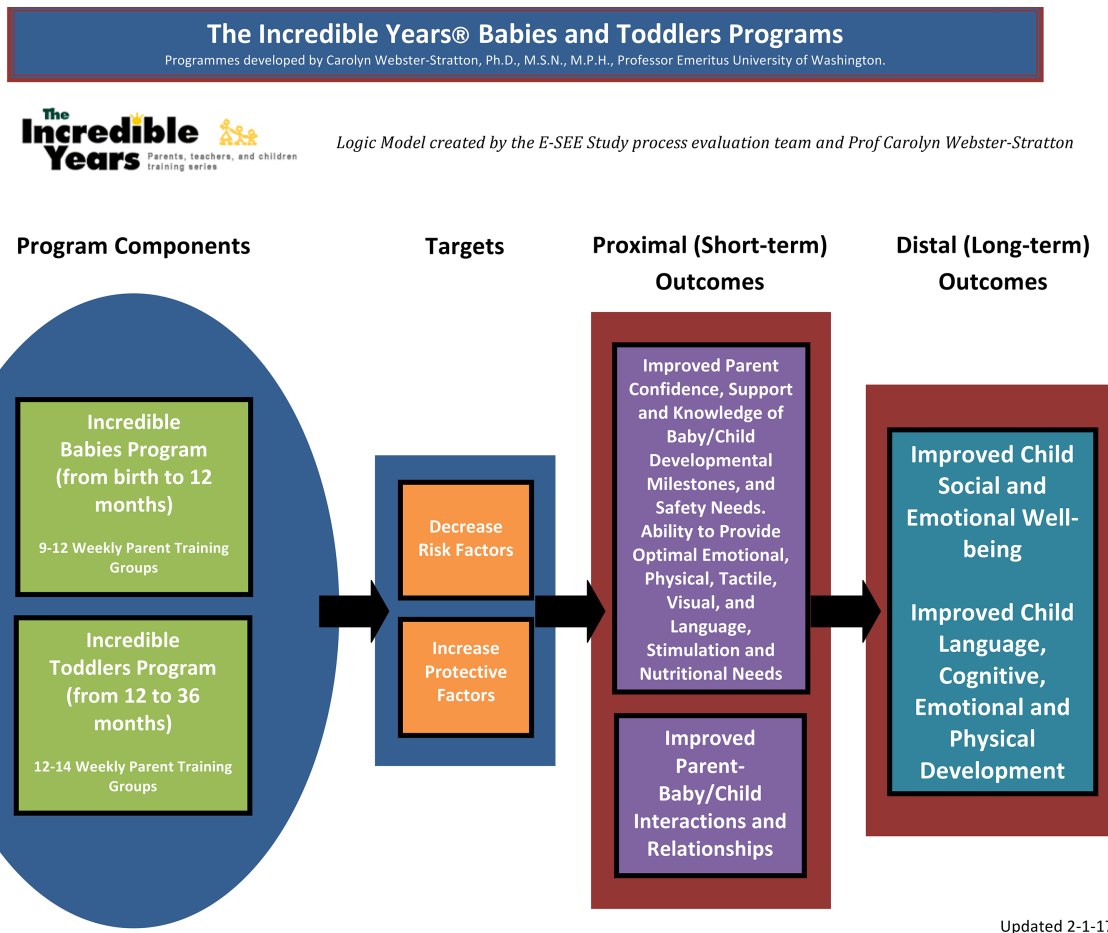 The Incredible Years® Babies and Toddlers Programs
Programmes developed by Carolyn Webster-Stratton, Ph.D., M.S.N., M.P.H., Professor Emeritus University of Washington.
The
Incredible
Years
Parents, teachers, and children
training series
Logic Model created by the E-SEE Study process evaluation team and Prof Carolyn Webster-Stratton
Program Components
Incredible
Babies Program
(from birth to 12
months)
9-12 Weekly Parent Training
Groups
Incredible
Toddlers Program
(from 12 to 36
months)
12-14 Weekly Parent Training
Groups
Targets
Decrease
Risk Factors
Increase
Protective
Factors
Proximal (Short-term)
Outcomes
Improved Parent
Confidence, Support
and Knowledge of
Baby/Child
Developmental
Milestones, and
Safety Needs.
Ability to Provide
Optimal Emotional,
Physical, Tactile,
Visual, and
Language,
Stimulation and
Nutritional Needs
Improved
Parent-
Baby/Child
Interactions and
Relationships
Distal (Long-term)
Outcomes
Improved Child
Social and
Emotional Well-
being
Improved Child
Language,
Cognitive,
Emotional and
Physical
Development
Updated 2-1-17